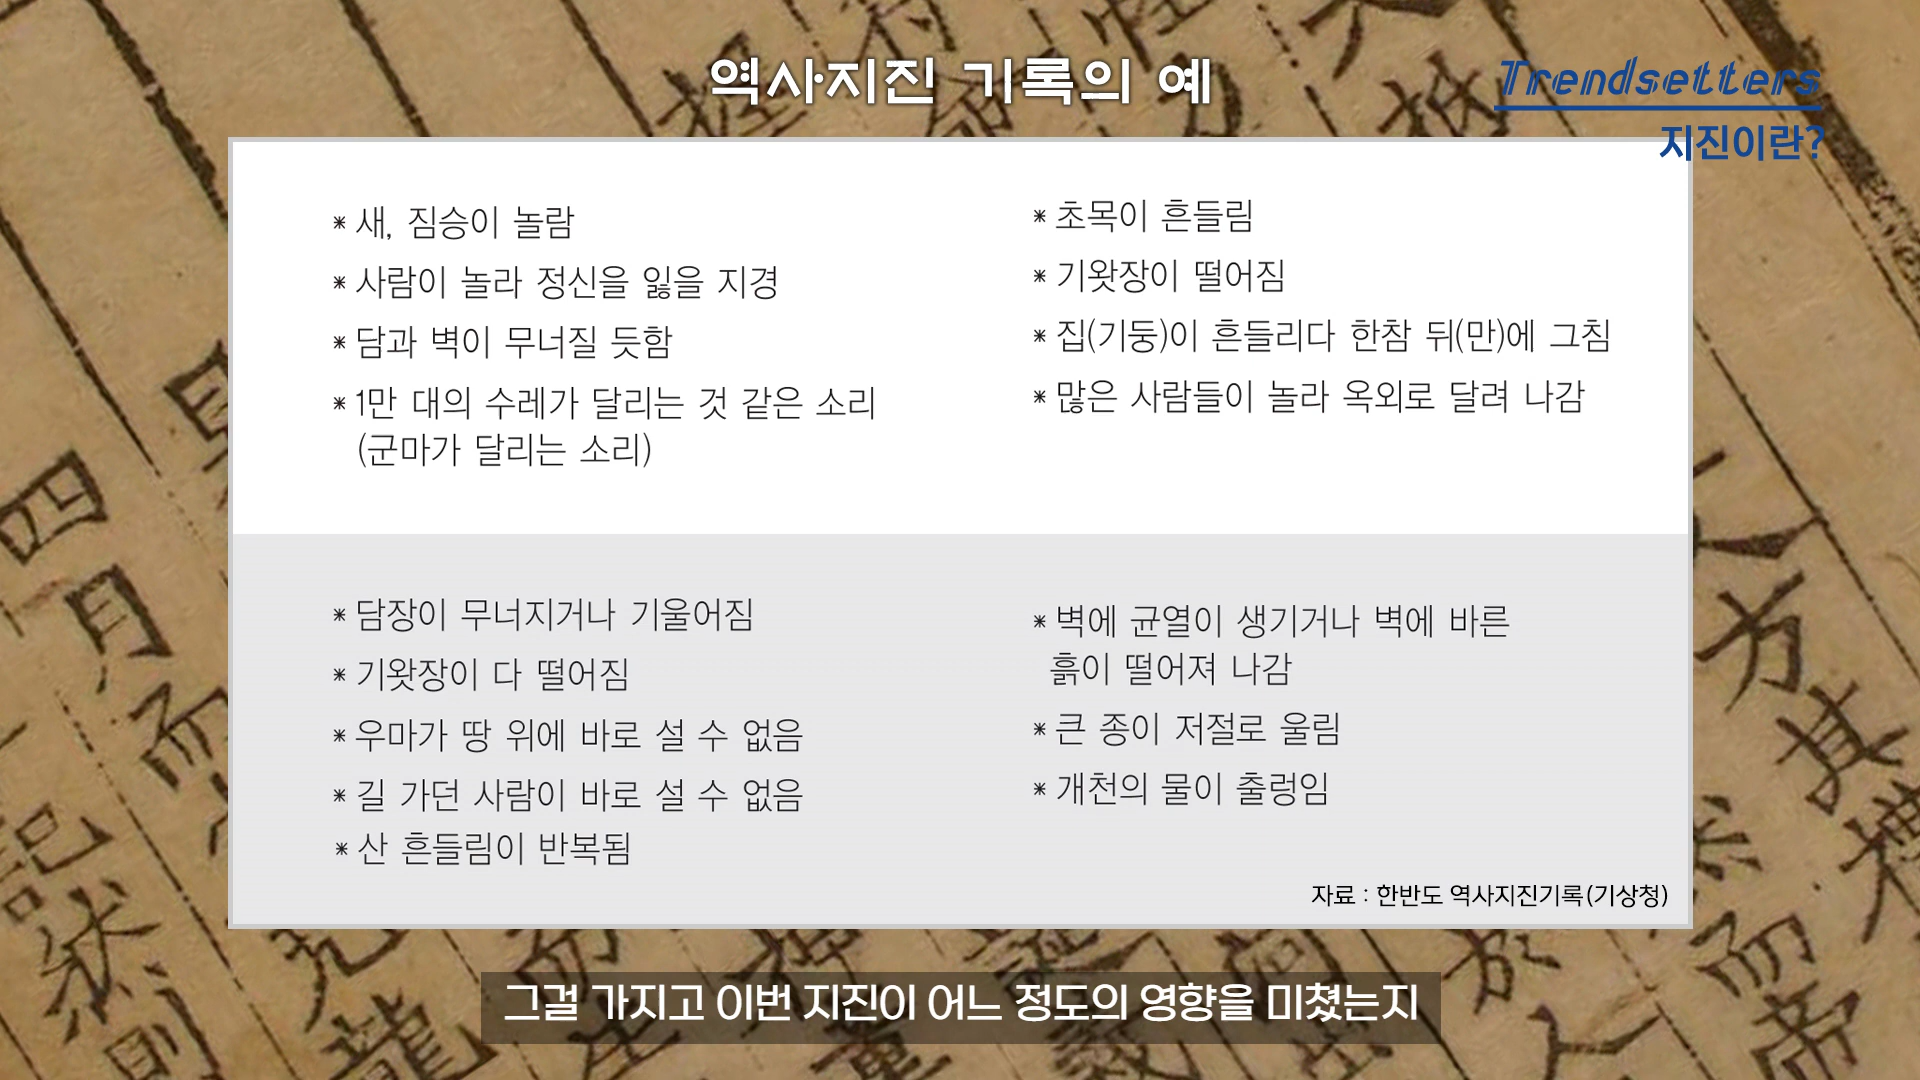 역사지진 기록의 예
Trendsetters
지진이란?
* 새, 짐승이 놀람
* 사람이 놀라 정신을 잃을 지경
* 담과 벽이 무너질 듯함
* 1만 대의 수레가 달리는 것 같은 소리
(군마가 달리는 소리)
* 초목이 흔들림
* 기왓장이 떨어짐
* 집(기둥)이 흔들리다 한참 뒤(만)에 그침
* 많은 사람들이 놀라 옥외로 달려 나감
* 담장이 무너지거나 기울어짐
* 기왓장이 다 떨어짐
* 우마가 땅 위에 바로 설 수 없음
* 길 가던 사람이 바로 설 수 없음
* 산 흔들림이 반복됨
* 벽에 균열이 생기거나 벽에 바른
흙이 떨어져 나감
* 큰 종이 저절로 울림
* 개천의 물이 출렁임
자료 : 한반도 역사지진기록(기상청)
그걸 가지고 이번 지진이 어느 정도의 영향을 미쳤는지